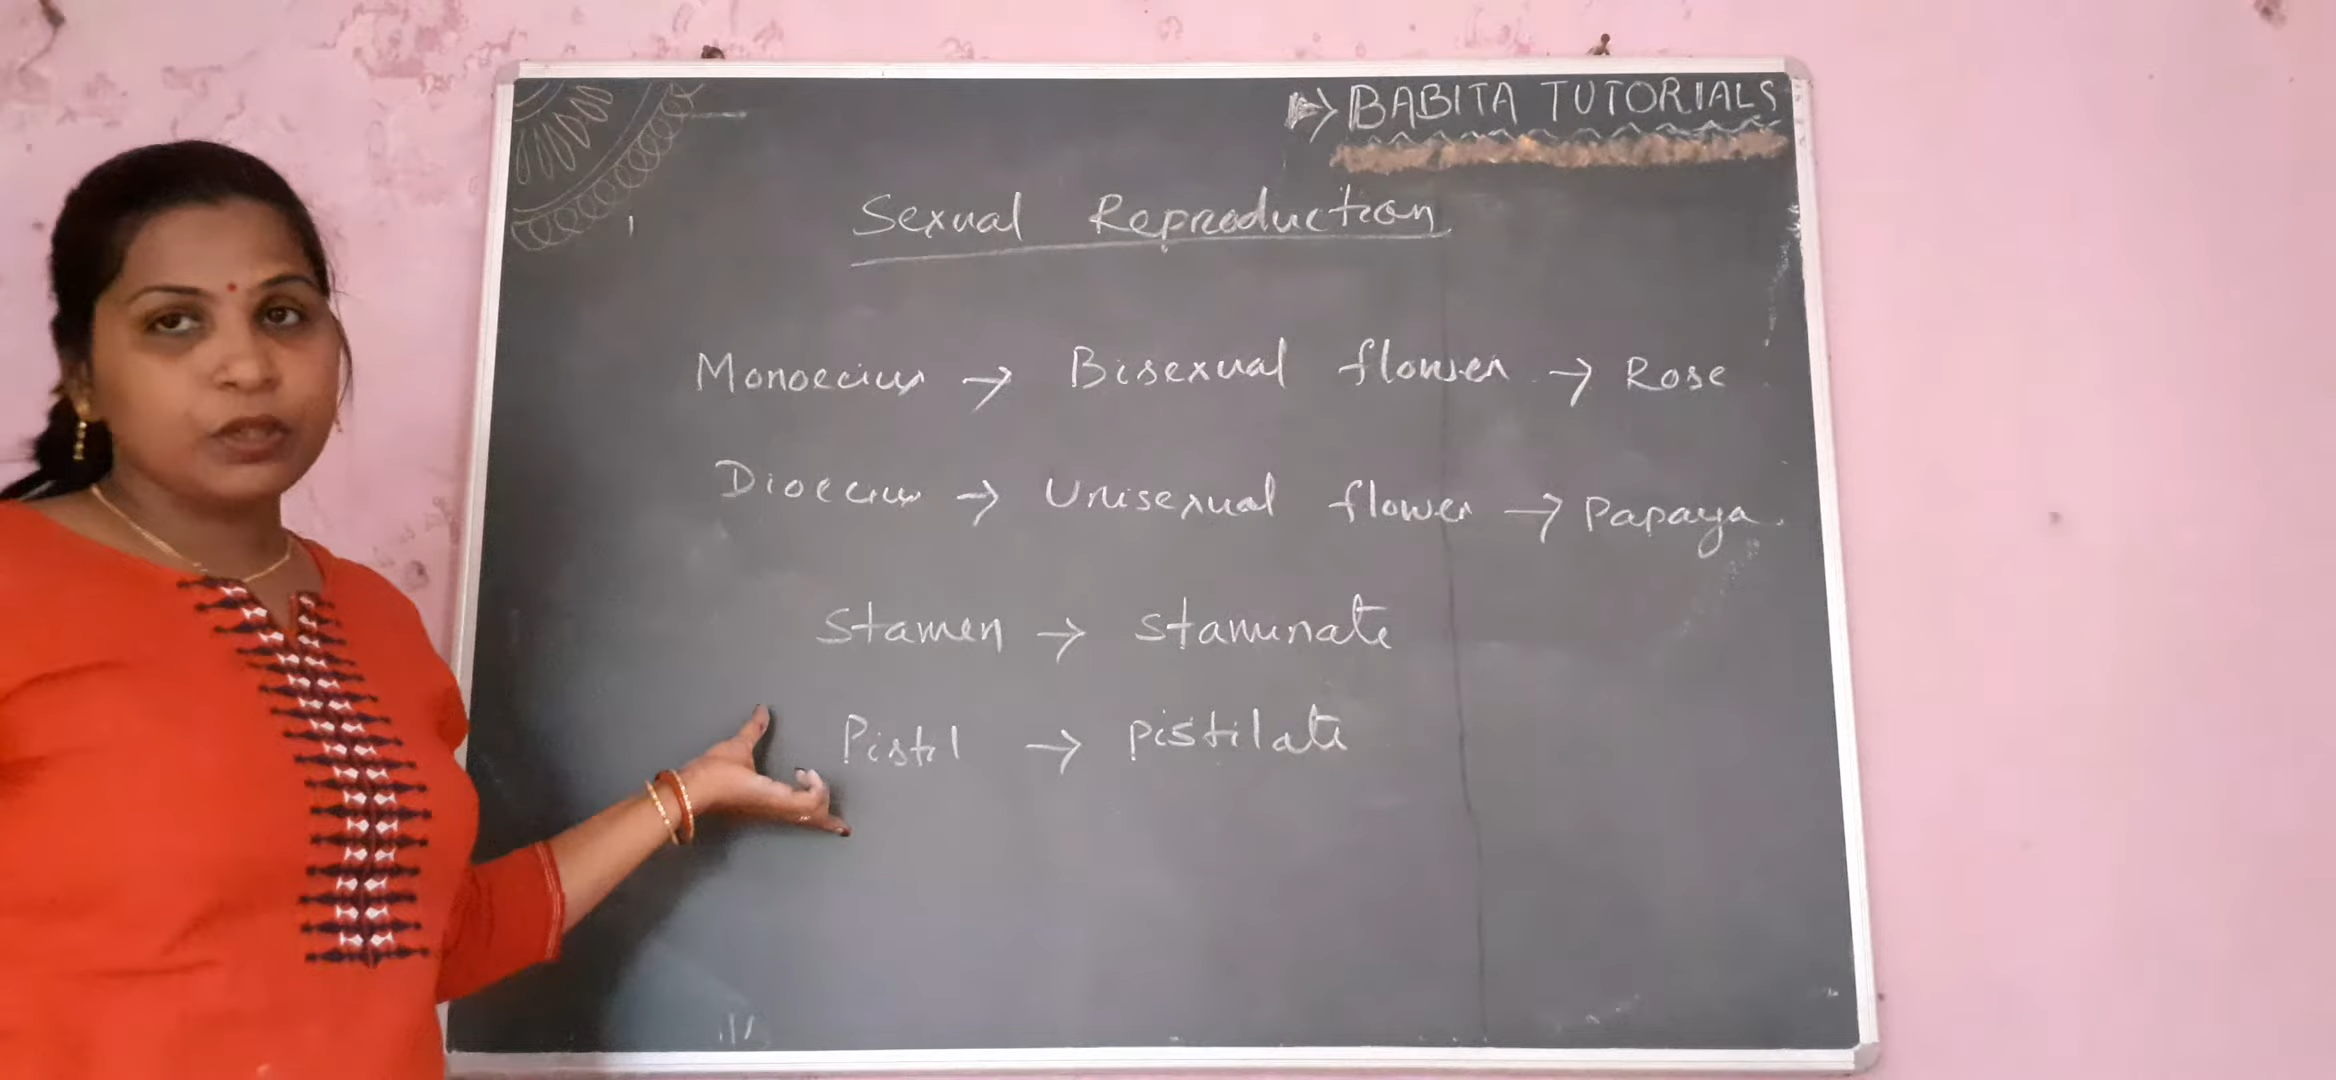 BABITA TUTORIALS
Sexual Reproduction
Monoecius → Bisexual flower → Rose
Dioecius → Unisexual flower → Papaya.
Stamen → staminate
Pistil → pistilate